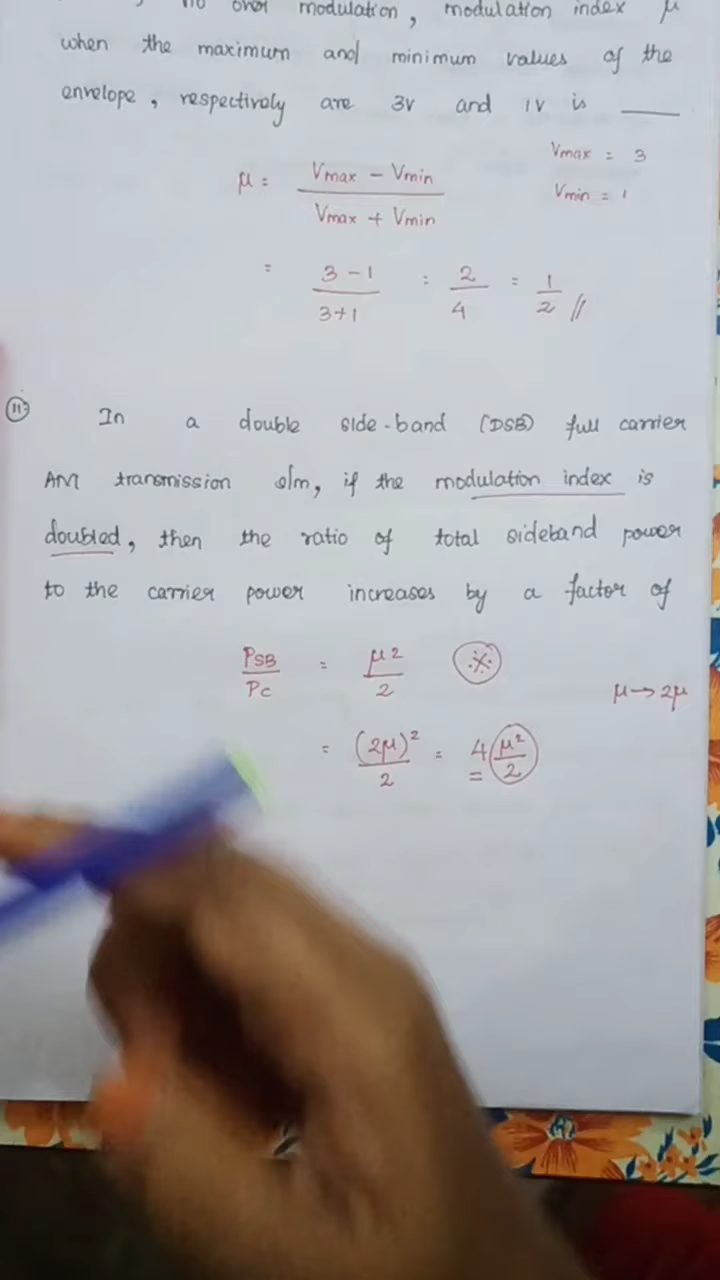 no over modulation, modulation index μ
when the maximum and minimum values of the
envelope, respectively are 3v and 1v is ____
Vmax = 3
Vmin = 1
μ = (Vmax - Vmin) / (Vmax + Vmin)
= (3-1) / (3+1) = 2/4 = 1/2 //
11) In a double side-band (DSB) full carrier
AM transmission s/m, if the modulation index is
doubled, then the ratio of total sideband power
to the carrier power increases by a factor of
PSB/PC = μ²/2 ※
μ → 2μ
= (2μ)²/2 = 4 μ²/2